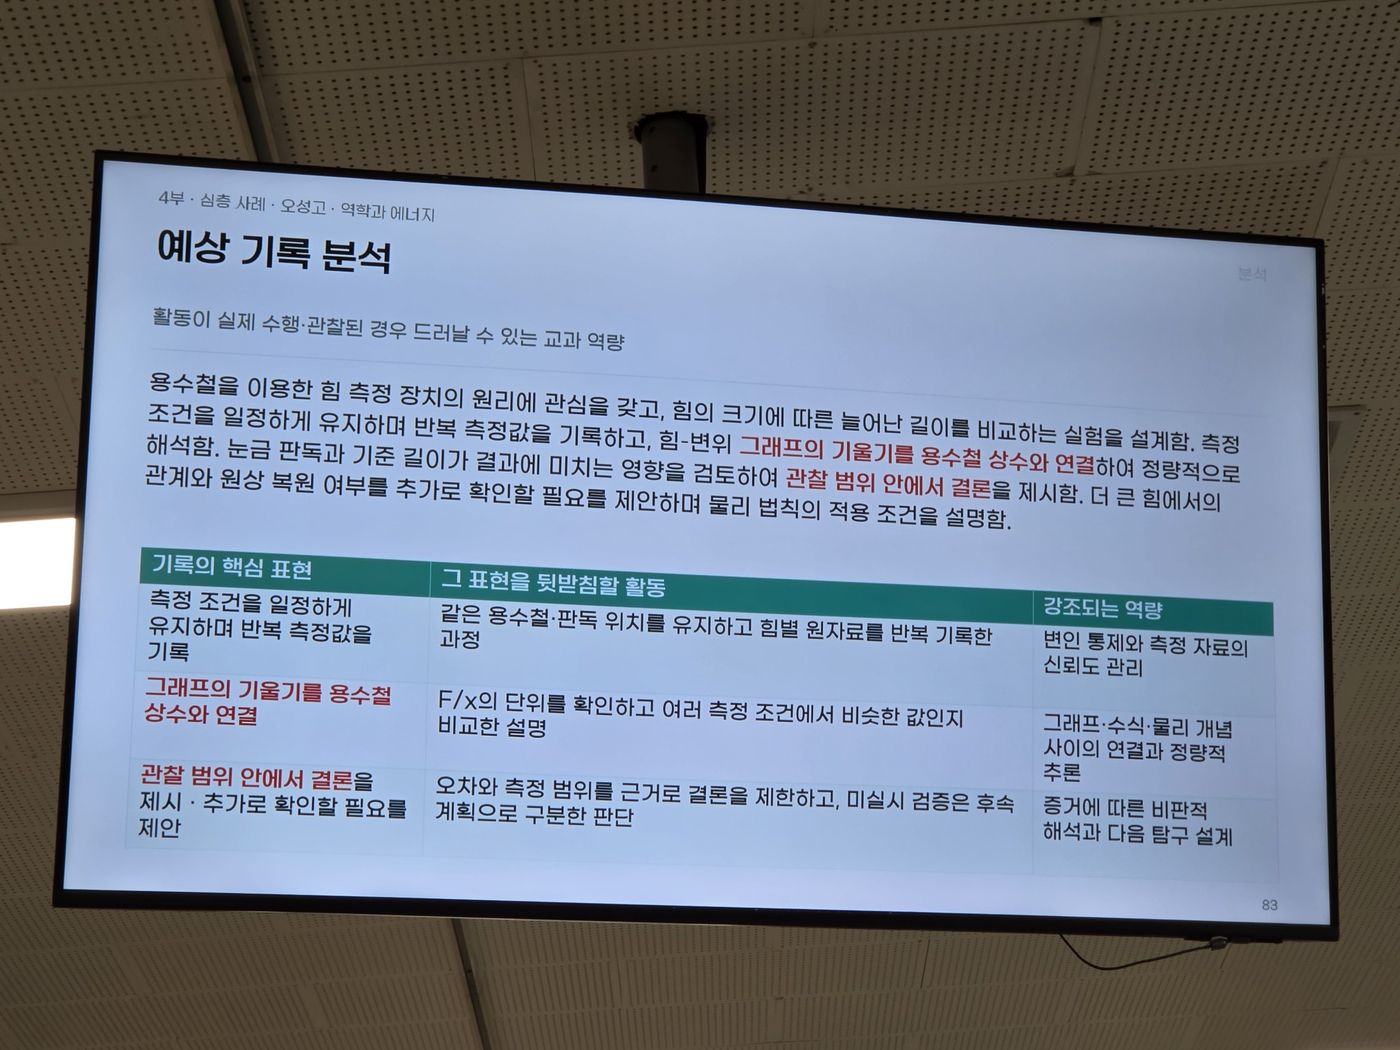 4부 · 심층 사례 · 오성고 · 역학과 에너지
예상 기록 분석
분석
활동이 실제 수행·관찰된 경우 드러날 수 있는 교과 역량
용수철을 이용한 힘 측정 장치의 원리에 관심을 갖고, 힘의 크기에 따른 늘어난 길이를 비교하는 실험을 설계함. 측정
조건을 일정하게 유지하며 반복 측정값을 기록하고, 힘-변위 그래프의 기울기를 용수철 상수와 연결하여 정량적으로
해석함. 눈금 판독과 기준 길이가 결과에 미치는 영향을 검토하여 관찰 범위 안에서 결론을 제시함. 더 큰 힘에서의
관계와 원상 복원 여부를 추가로 확인할 필요를 제안하며 물리 법칙의 적용 조건을 설명함.
기록의 핵심 표현
그 표현을 뒷받침할 활동
강조되는 역량
측정 조건을 일정하게
유지하며 반복 측정값을
기록
같은 용수철·판독 위치를 유지하고 힘별 원자료를 반복 기록한
과정
변인 통제와 측정 자료의
신뢰도 관리
그래프의 기울기를 용수철
상수와 연결
F/x의 단위를 확인하고 여러 측정 조건에서 비슷한 값인지
비교한 설명
그래프·수식·물리 개념
사이의 연결과 정량적
추론
관찰 범위 안에서 결론을
제시 · 추가로 확인할 필요를
제안
오차와 측정 범위를 근거로 결론을 제한하고, 미실시 검증은 후속
계획으로 구분한 판단
증거에 따른 비판적
해석과 다음 탐구 설계
83